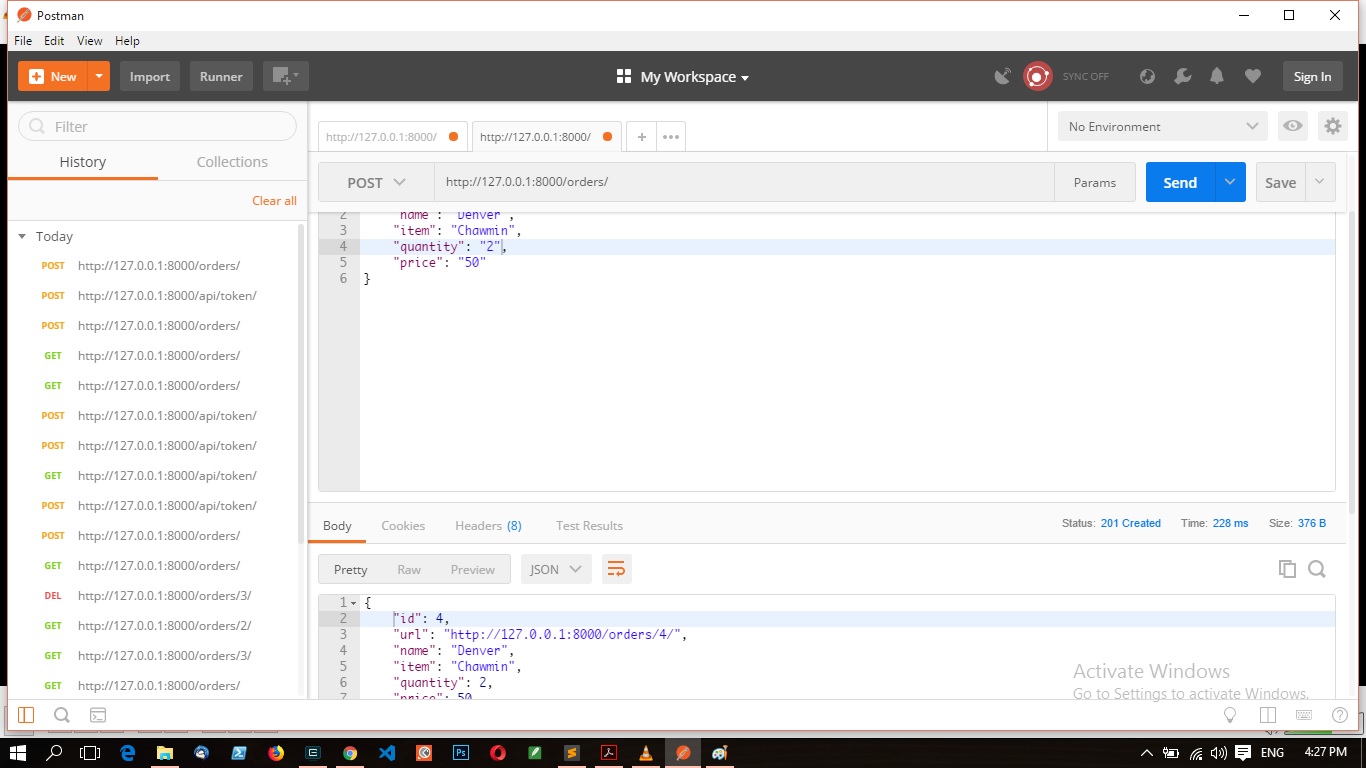 Postman
File Edit View Help
New Import Runner My Workspace SYNC OFF Sign In
Filter
History Collections
Clear all
Today
POST http://127.0.0.1:8000/orders/
POST http://127.0.0.1:8000/api/token/
POST http://127.0.0.1:8000/orders/
GET http://127.0.0.1:8000/orders/
GET http://127.0.0.1:8000/orders/
POST http://127.0.0.1:8000/api/token/
POST http://127.0.0.1:8000/api/token/
GET http://127.0.0.1:8000/api/token/
POST http://127.0.0.1:8000/api/token/
POST http://127.0.0.1:8000/orders/
GET http://127.0.0.1:8000/orders/
DEL http://127.0.0.1:8000/orders/3/
GET http://127.0.0.1:8000/orders/2/
GET http://127.0.0.1:8000/orders/3/
GET http://127.0.0.1:8000/orders/
http://127.0.0.1:8000/ http://127.0.0.1:8000/ + ••• No Environment
POST http://127.0.0.1:8000/orders/ Params Send Save
2 "name": "Denver",
3 "item": "Chawmin",
4 "quantity": "2",
5 "price": "50"
6 }
Body Cookies Headers (8) Test Results Status: 201 Created Time: 228 ms Size: 376 B
Pretty Raw Preview JSON
1 {
2 "id": 4,
3 "url": "http://127.0.0.1:8000/orders/4/",
4 "name": "Denver",
5 "item": "Chawmin",
6 "quantity": 2,
7 "price": 50
Activate Windows
Go to Settings to activate Windows.
ENG 4:27 PM